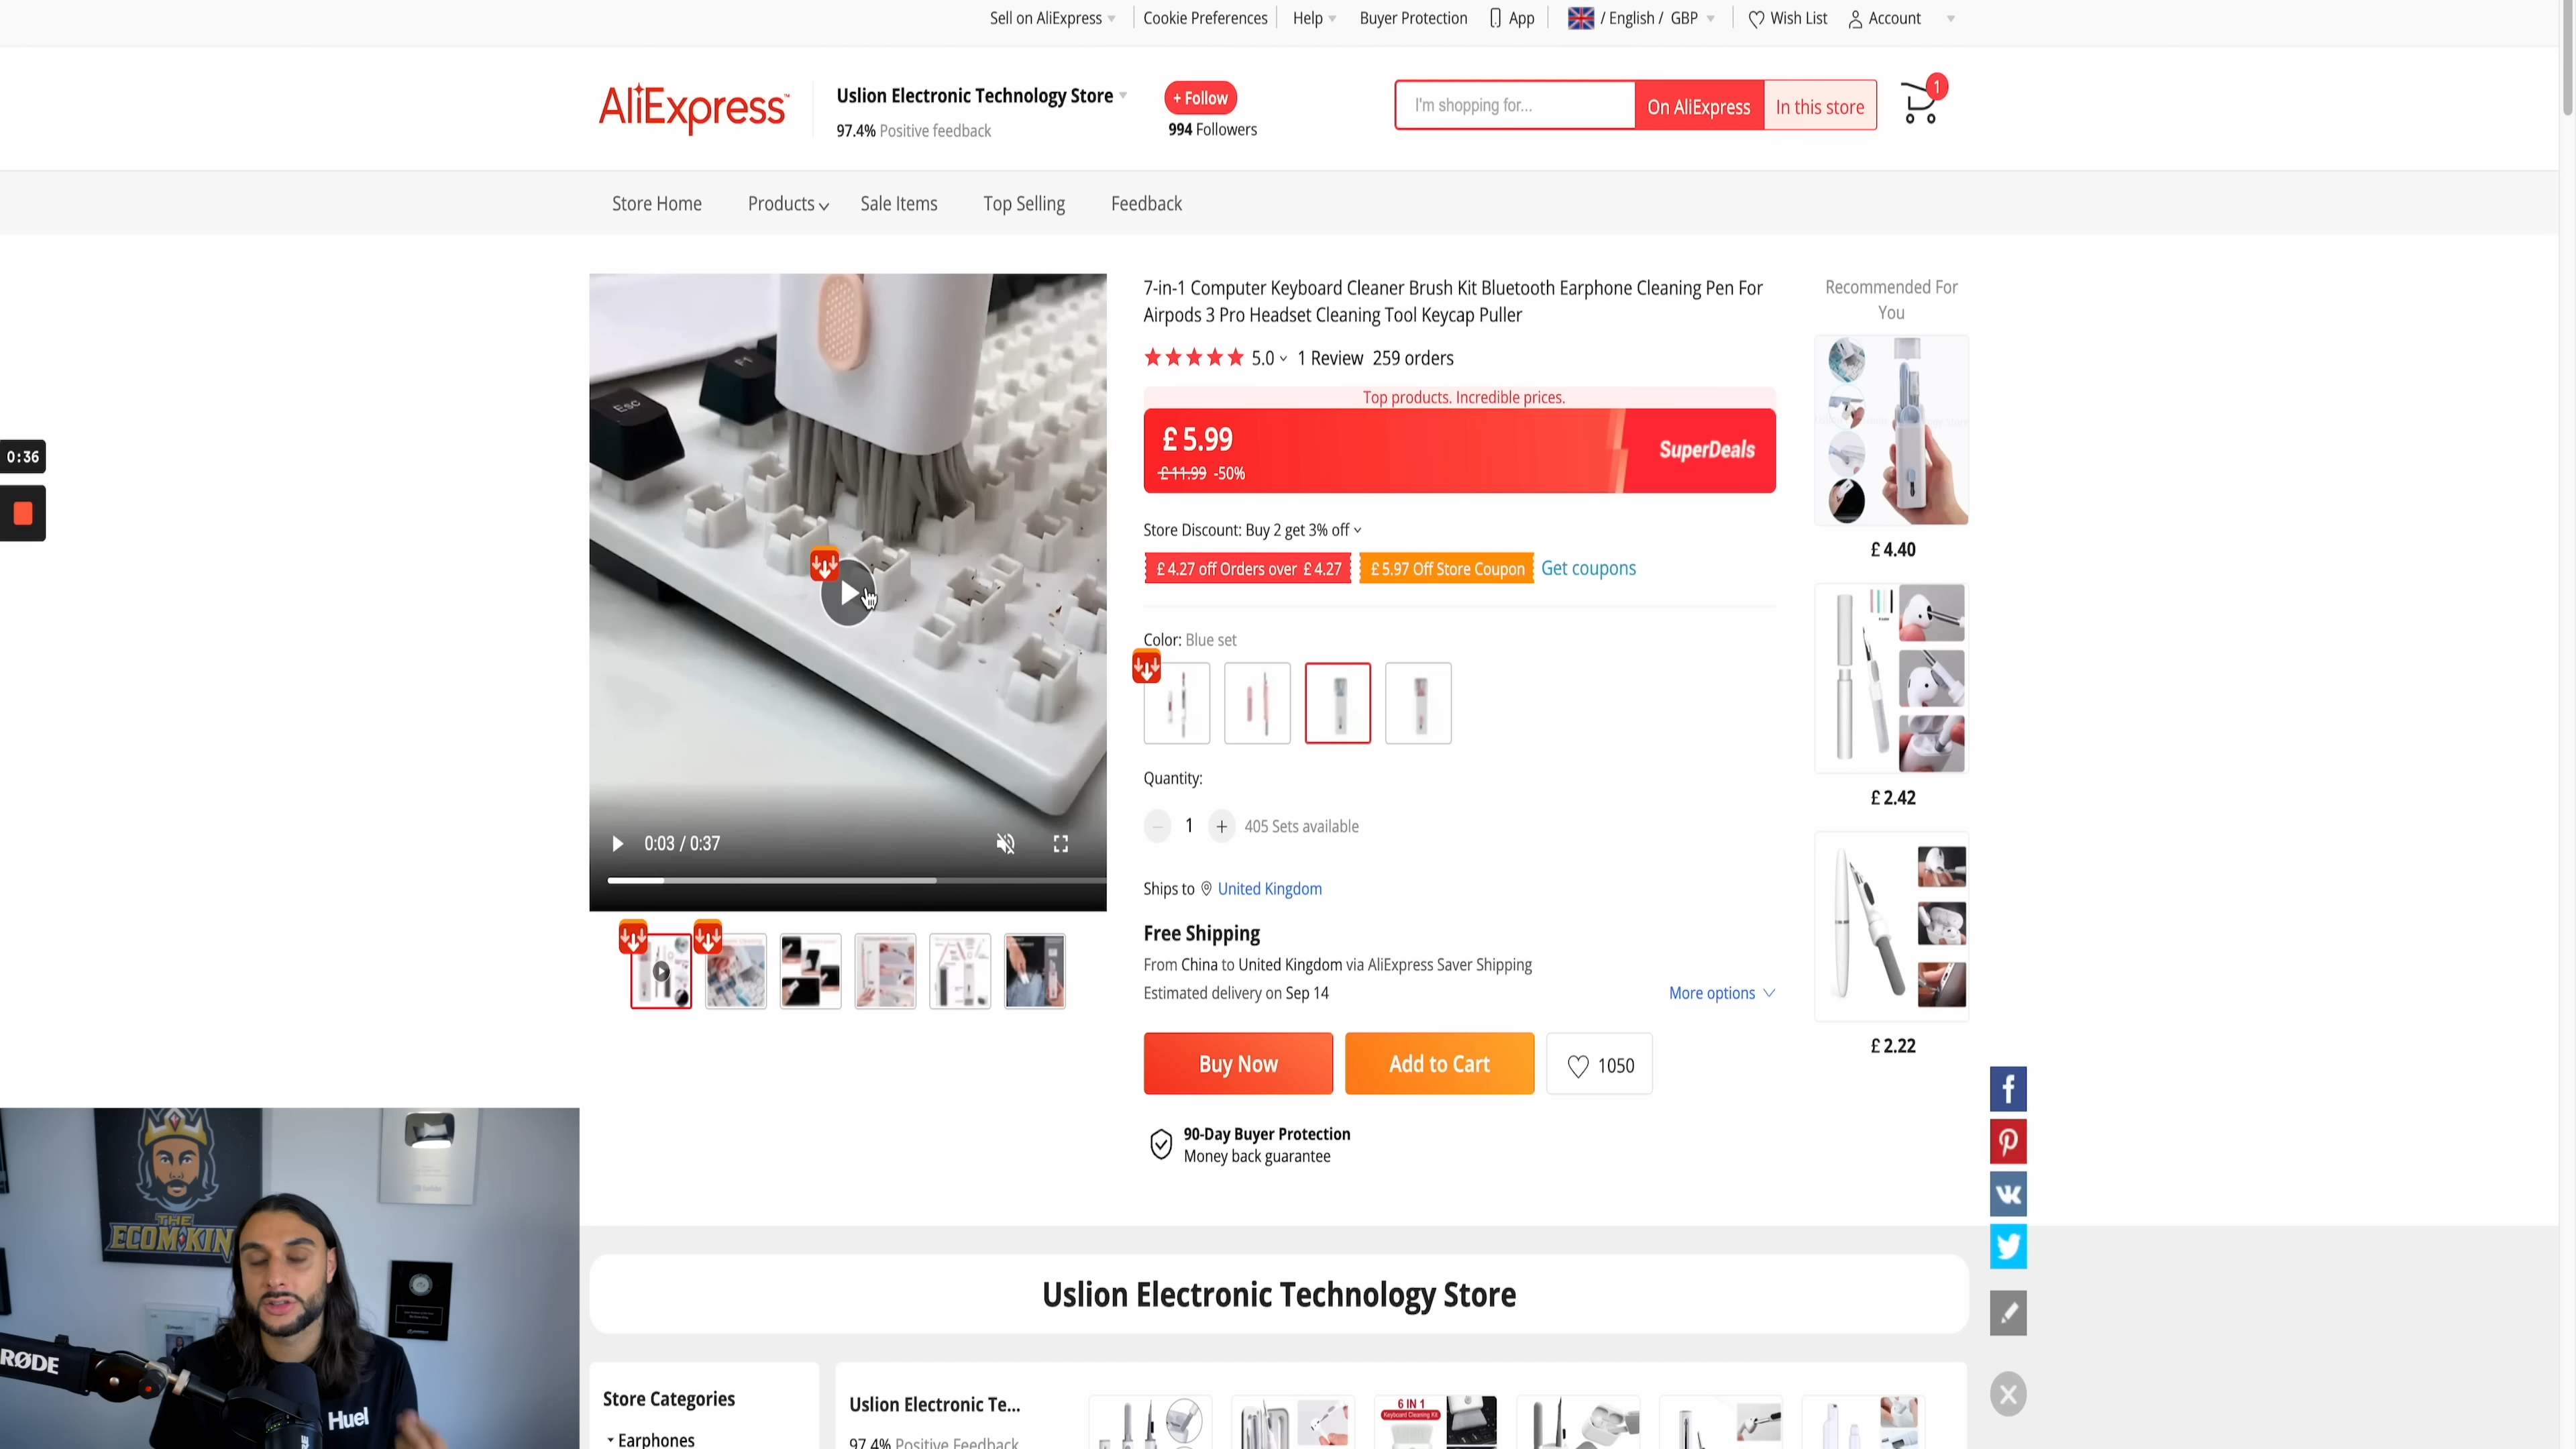 Sell on AliExpress
Cookie Preferences
Help
Buyer Protection
App
/ English / GBP
Wish List
Account
AliExpress™
Uslion Electronic Technology Store
97.4% Positive feedback
+ Follow
994 Followers
I'm shopping for...
On AliExpress
In this store
1
Store Home
Products
Sale Items
Top Selling
Feedback
7-in-1 Computer Keyboard Cleaner Brush Kit Bluetooth Earphone Cleaning Pen For
Airpods 3 Pro Headset Cleaning Tool Keycap Puller
5.0
1 Review
259 orders
Top products. Incredible prices.
£ 5.99
£ 11.99 -50%
SuperDeals
Store Discount: Buy 2 get 3% off
£ 4.27 off Orders over £ 4.27
£ 5.97 Off Store Coupon
Get coupons
Color: Blue set
Quantity:
1
405 Sets available
Ships to
United Kingdom
Free Shipping
From China to United Kingdom via AliExpress Saver Shipping
Estimated delivery on Sep 14
More options
Buy Now
Add to Cart
1050
90-Day Buyer Protection
Money back guarantee
Recommended For
You
£ 4.40
£ 2.42
£ 2.22
0:36
Esc
F1
0:03 / 0:37
THE
ECOM KIN
RØDE
Huel
Uslion Electronic Technology Store
Store Categories
Earphones
Uslion Electronic Te...
97.4% Positive Feedback
6 IN 1
Keyboard Cleaning Kit